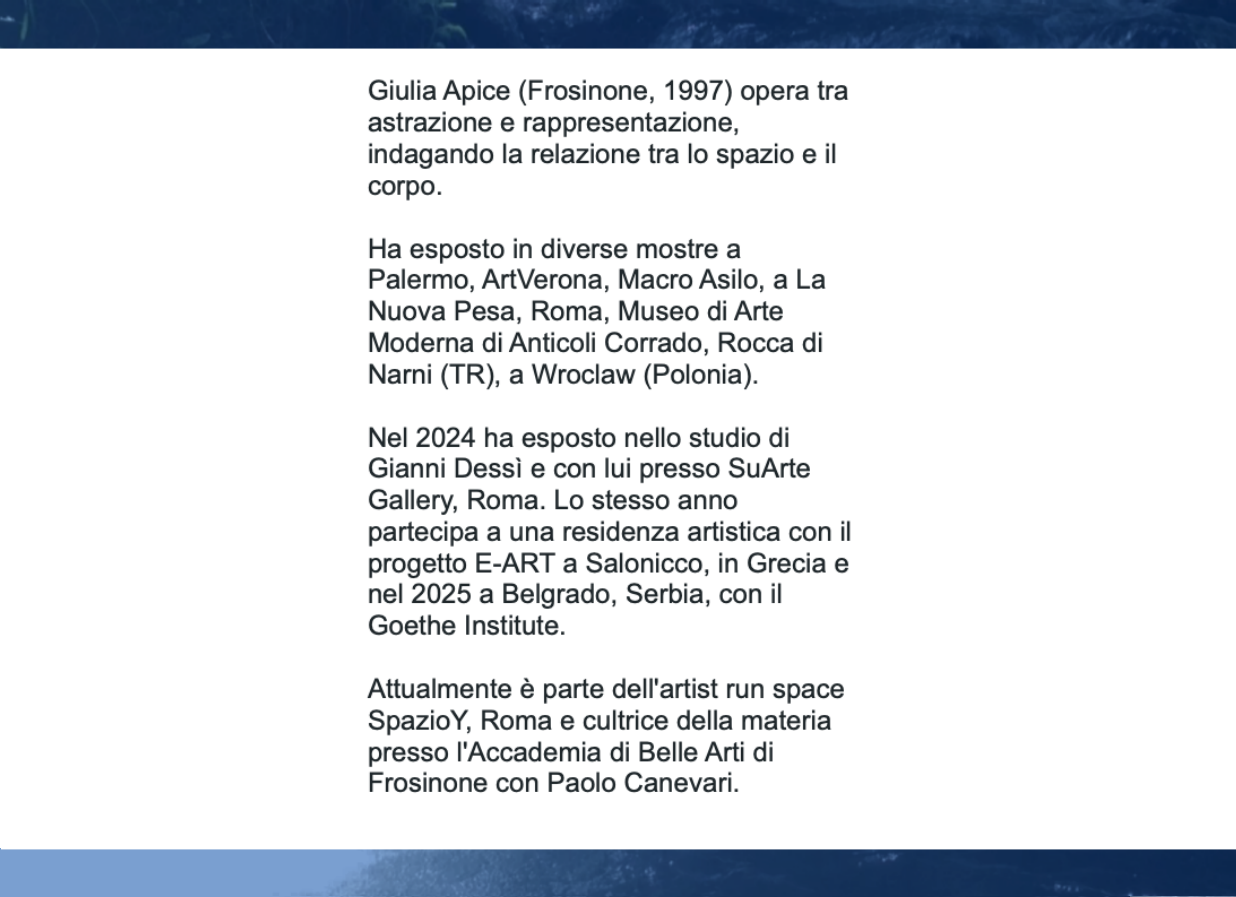 Giulia Apice (Frosinone, 1997) opera tra
astrazione e rappresentazione,
indagando la relazione tra lo spazio e il
corpo.
Ha esposto in diverse mostre a
Palermo, ArtVerona, Macro Asilo, a La
Nuova Pesa, Roma, Museo di Arte
Moderna di Anticoli Corrado, Rocca di
Narni (TR), a Wroclaw (Polonia).
Nel 2024 ha esposto nello studio di
Gianni Dessì e con lui presso SuArte
Gallery, Roma. Lo stesso anno
partecipa a una residenza artistica con il
progetto E-ART a Salonicco, in Grecia e
nel 2025 a Belgrado, Serbia, con il
Goethe Institute.
Attualmente è parte dell'artist run space
SpazioY, Roma e cultrice della materia
presso l'Accademia di Belle Arti di
Frosinone con Paolo Canevari.